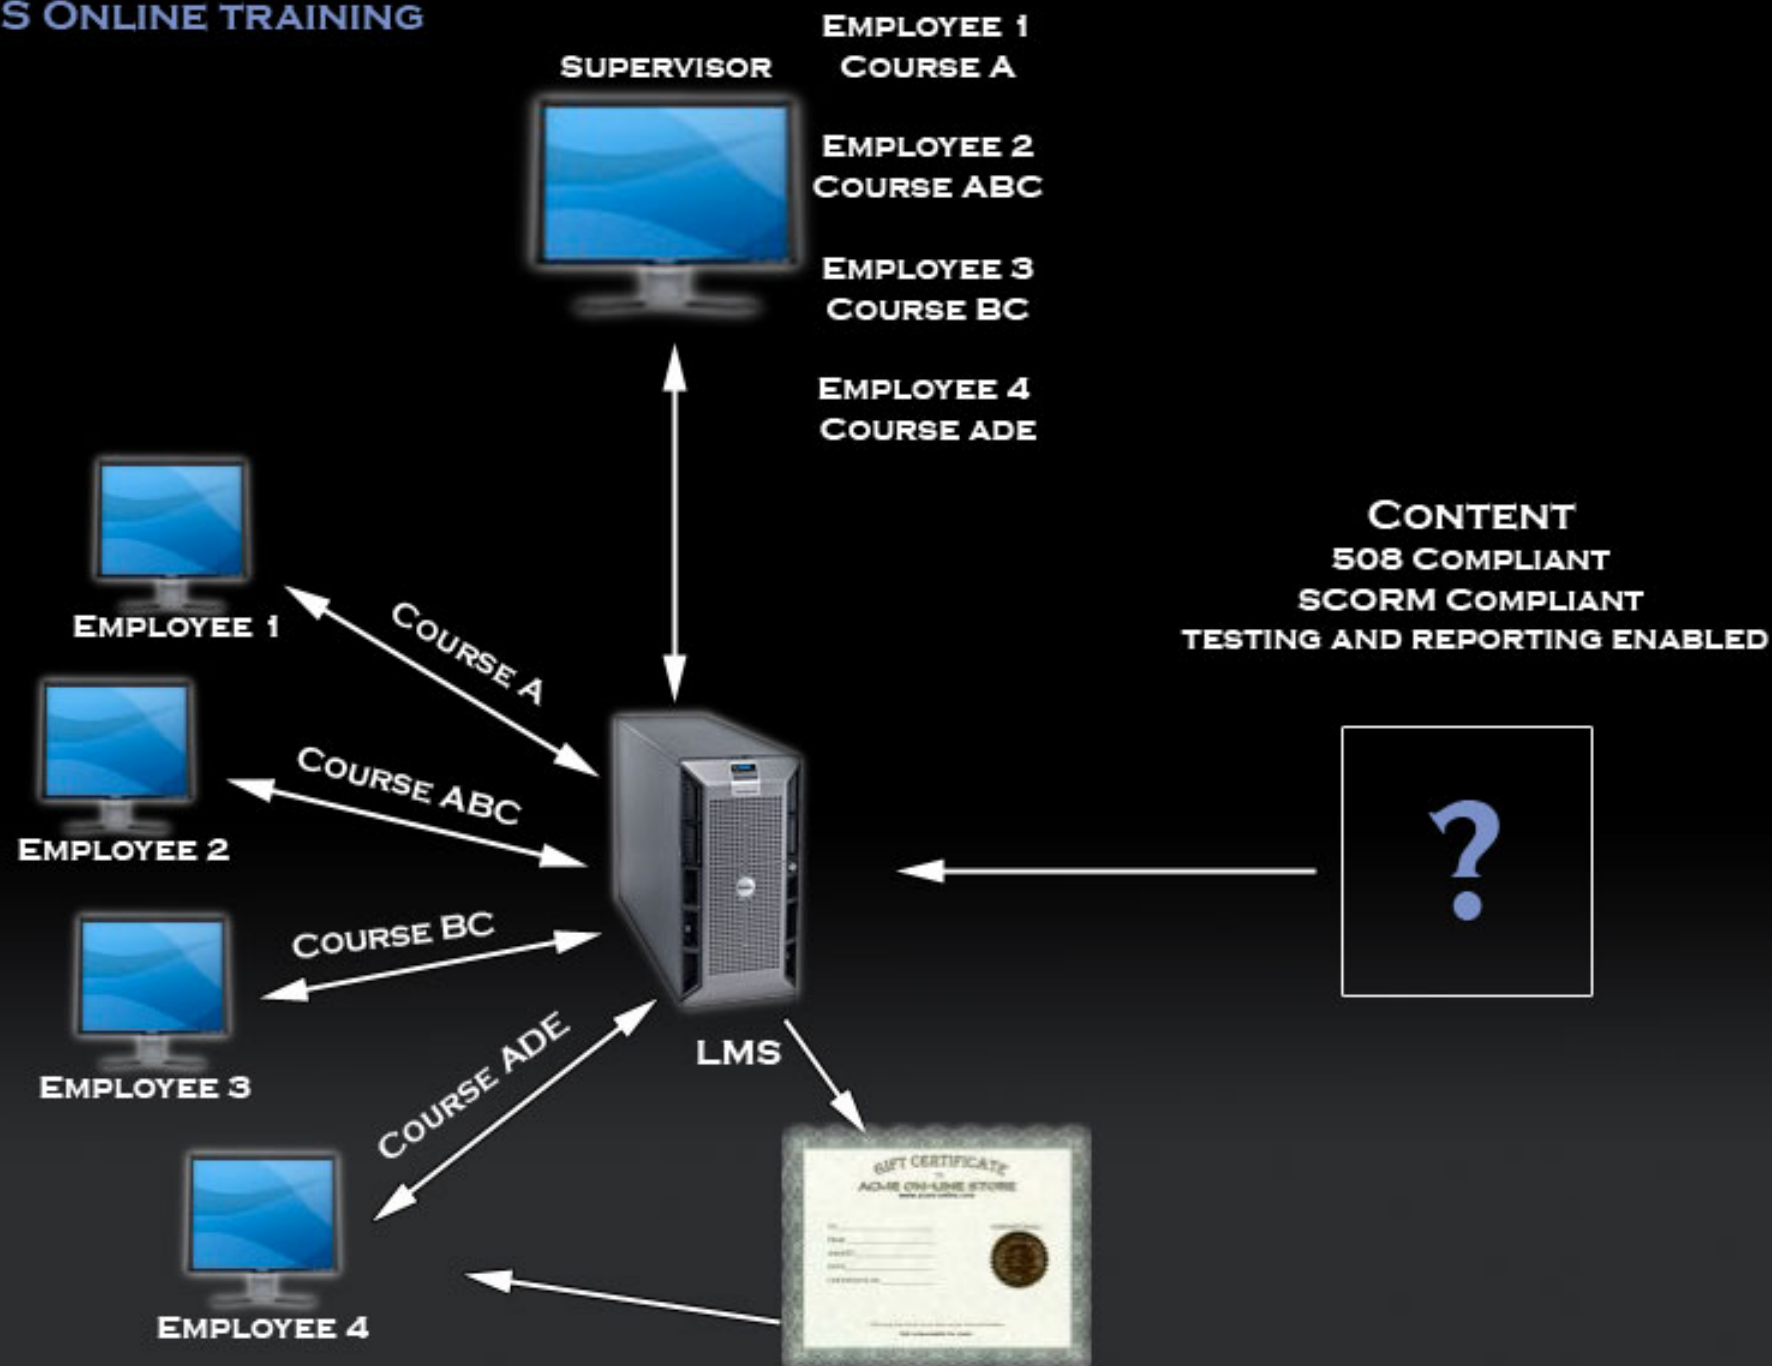 S ONLINE TRAINING
SUPERVISOR
EMPLOYEE 1
COURSE A
EMPLOYEE 2
COURSE ABC
EMPLOYEE 3
COURSE BC
EMPLOYEE 4
COURSE ADE
CONTENT
508 COMPLIANT
SCORM COMPLIANT
TESTING AND REPORTING ENABLED
?
EMPLOYEE 1
COURSE A
EMPLOYEE 2
COURSE ABC
EMPLOYEE 3
COURSE BC
EMPLOYEE 4
COURSE ADE
LMS
GIFT CERTIFICATE
ACME ON-LINE STORE